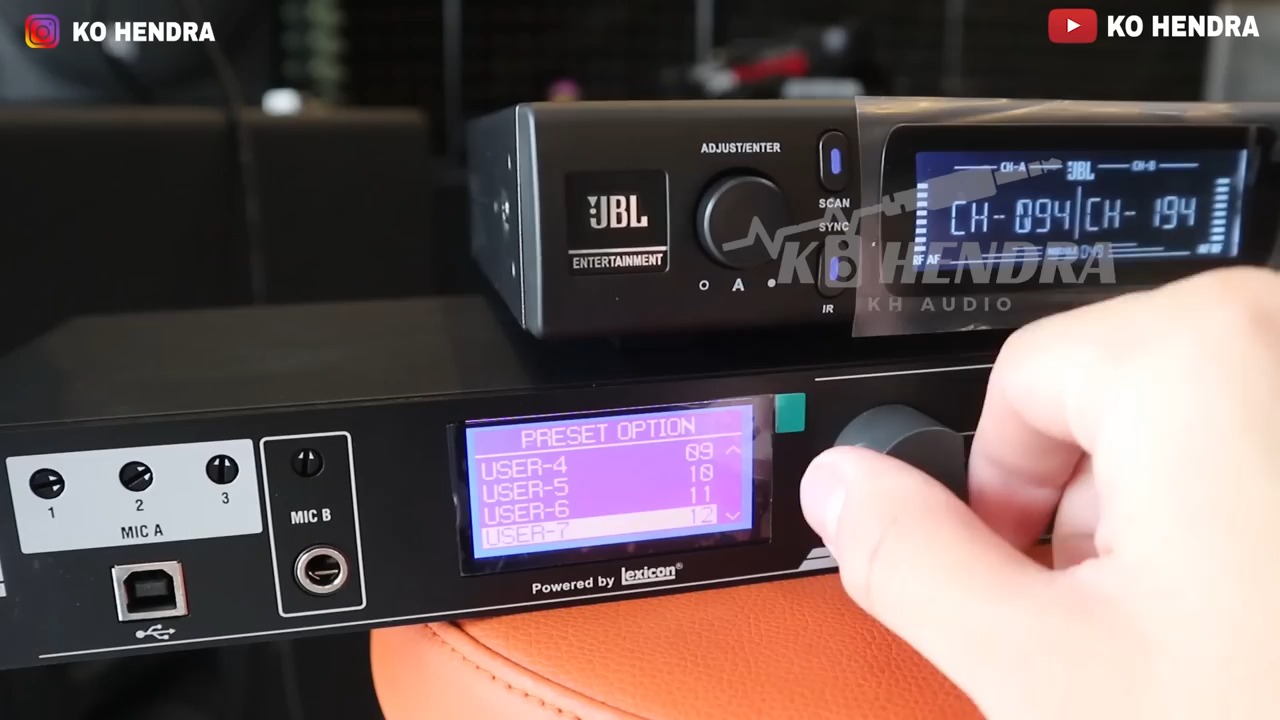 KO HENDRA
KO HENDRA
ADJUST/ENTER
JBL
ENTERTAINMENT
SCAN
SYNC
IR
A
CH-A
JBL
CH-B
CH-094
CH- 194
RF AF
AF RF
KO HENDRA
KH AUDIO
1
2
3
MIC A
MIC B
PRESET OPTION
USER-4 09
USER-5 10
USER-6 11
USER-7 12
Powered by lexicon®